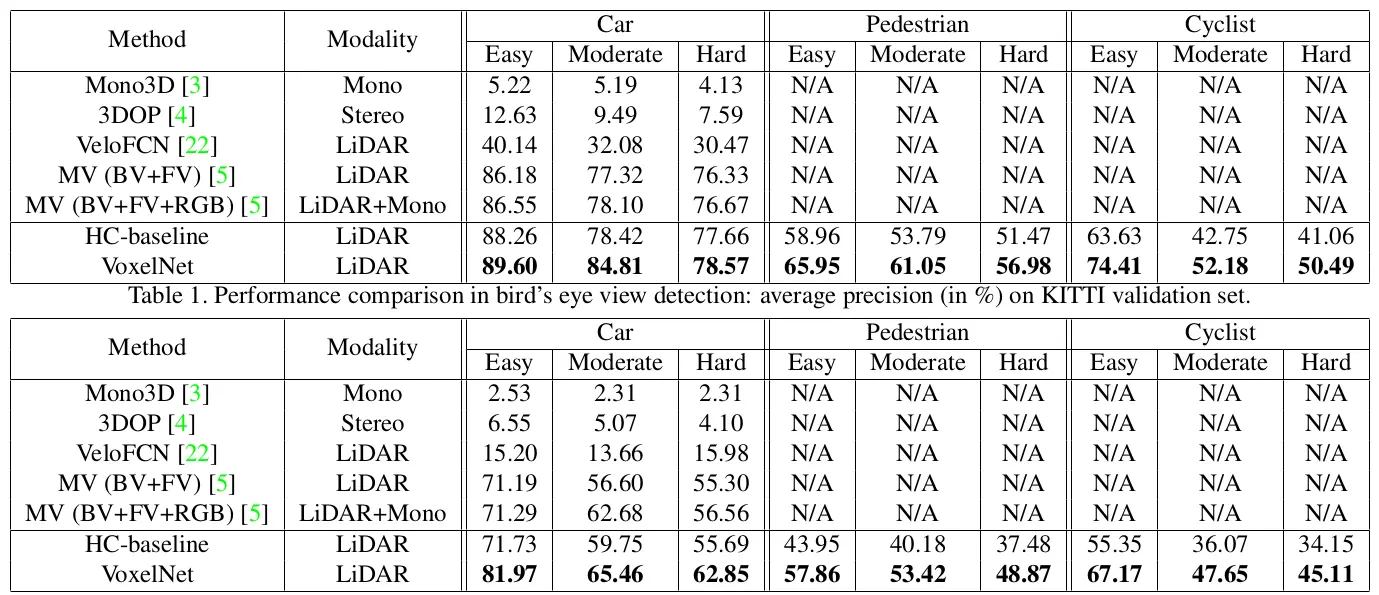 Method Modality Car Pedestrian Cyclist
Easy Moderate Hard Easy Moderate Hard Easy Moderate Hard
Mono3D [3] Mono 5.22 5.19 4.13 N/A N/A N/A N/A N/A N/A
3DOP [4] Stereo 12.63 9.49 7.59 N/A N/A N/A N/A N/A N/A
VeloFCN [22] LiDAR 40.14 32.08 30.47 N/A N/A N/A N/A N/A N/A
MV (BV+FV) [5] LiDAR 86.18 77.32 76.33 N/A N/A N/A N/A N/A N/A
MV (BV+FV+RGB) [5] LiDAR+Mono 86.55 78.10 76.67 N/A N/A N/A N/A N/A N/A
HC-baseline LiDAR 88.26 78.42 77.66 58.96 53.79 51.47 63.63 42.75 41.06
VoxelNet LiDAR 89.60 84.81 78.57 65.95 61.05 56.98 74.41 52.18 50.49
Table 1. Performance comparison in bird's eye view detection: average precision (in %) on KITTI validation set.
Method Modality Car Pedestrian Cyclist
Easy Moderate Hard Easy Moderate Hard Easy Moderate Hard
Mono3D [3] Mono 2.53 2.31 2.31 N/A N/A N/A N/A N/A N/A
3DOP [4] Stereo 6.55 5.07 4.10 N/A N/A N/A N/A N/A N/A
VeloFCN [22] LiDAR 15.20 13.66 15.98 N/A N/A N/A N/A N/A N/A
MV (BV+FV) [5] LiDAR 71.19 56.60 55.30 N/A N/A N/A N/A N/A N/A
MV (BV+FV+RGB) [5] LiDAR+Mono 71.29 62.68 56.56 N/A N/A N/A N/A N/A N/A
HC-baseline LiDAR 71.73 59.75 55.69 43.95 40.18 37.48 55.35 36.07 34.15
VoxelNet LiDAR 81.97 65.46 62.85 57.86 53.42 48.87 67.17 47.65 45.11